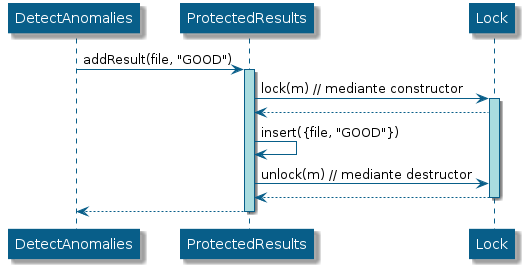 DetectAnomalies
ProtectedResults
Lock
addResult(file, "GOOD")
lock(m) // mediante constructor
insert({file, "GOOD"})
unlock(m) // mediante destructor
DetectAnomalies
ProtectedResults
Lock